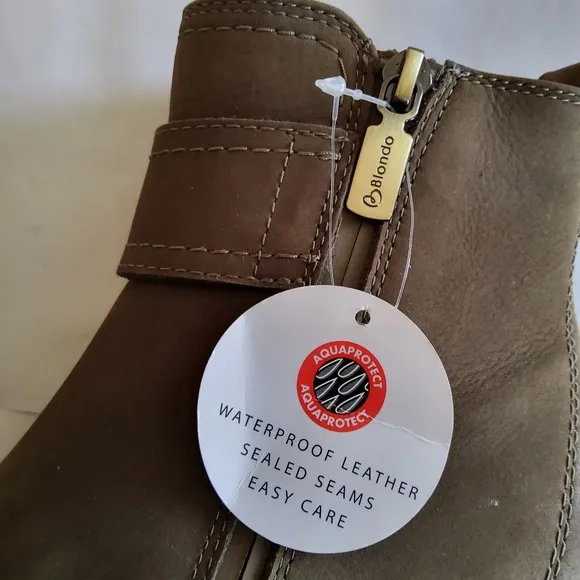 Blondo
AQUAPROTECT
AQUAPROTECT
WATERPROOF LEATHER
SEALED SEAMS
EASY CARE